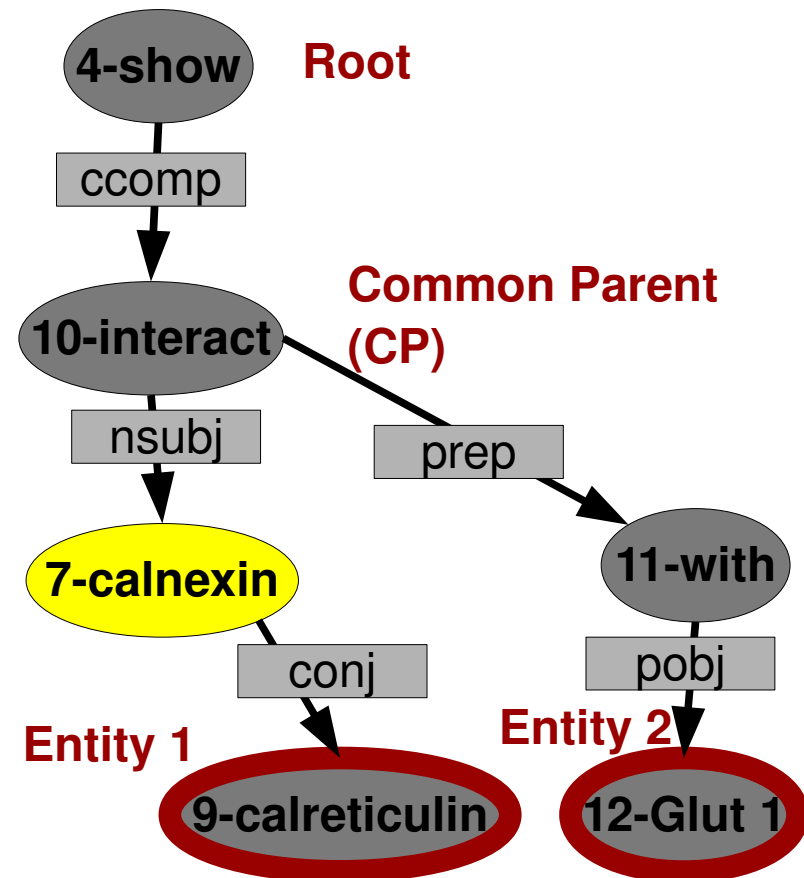 4-show
Root
ccomp
10-interact
Common Parent
(CP)
nsubj
prep
7-calnexin
11-with
conj
pobj
Entity 1
Entity 2
9-calreticulin
12-Glut 1